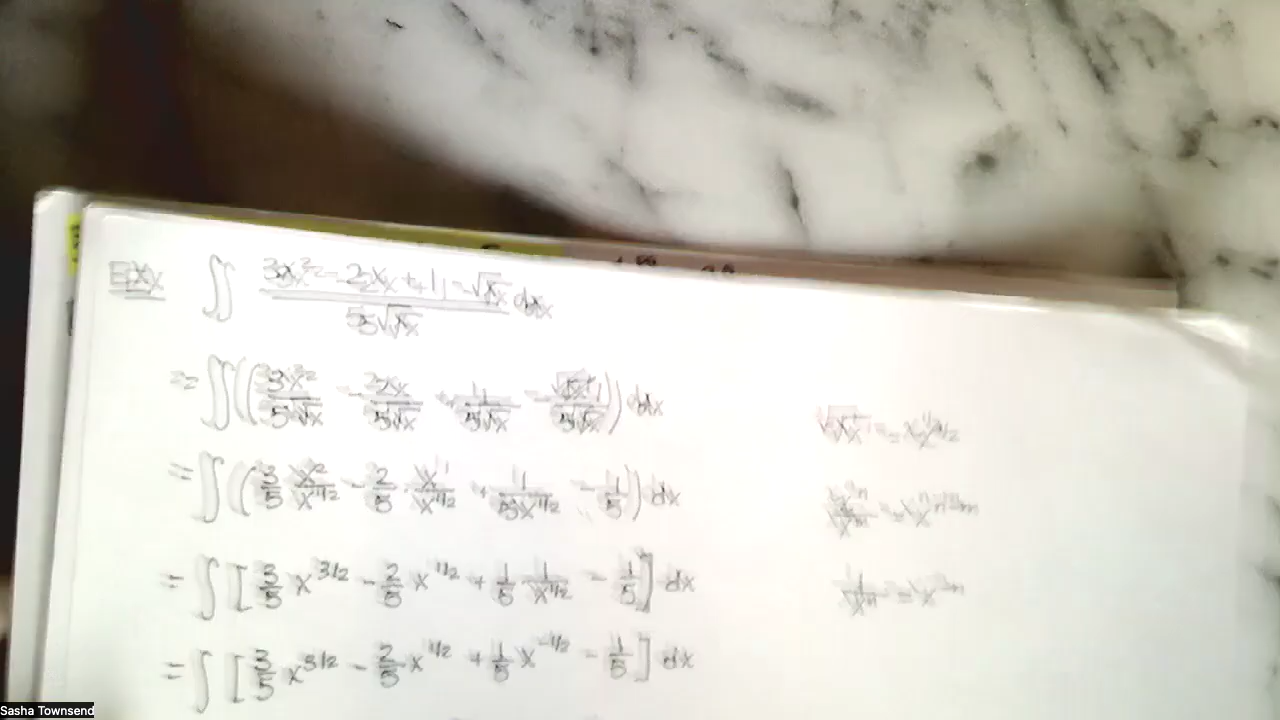 Ex ∫ (3x² - 2x + 1 - √x)/(5√x) dx
= ∫ (3x²/(5√x) - 2x/(5√x) + 1/(5√x) - √x/(5√x)) dx
√x = x^(1/2)
= ∫ (3/5 x²/x^(1/2) - 2/5 · x¹/x^(1/2) + 1/(5x^(1/2)) - 1/5) dx
xⁿ/xᵐ = x^(n-m)
= ∫ [3/5 x^(3/2) - 2/5 x^(1/2) + 1/5 1/x^(1/2) - 1/5] dx
= ∫ [3/5 x^(3/2) - 2/5 x^(1/2) + 1/5 x^(-1/2) - 1/5] dx
Sasha Townsend